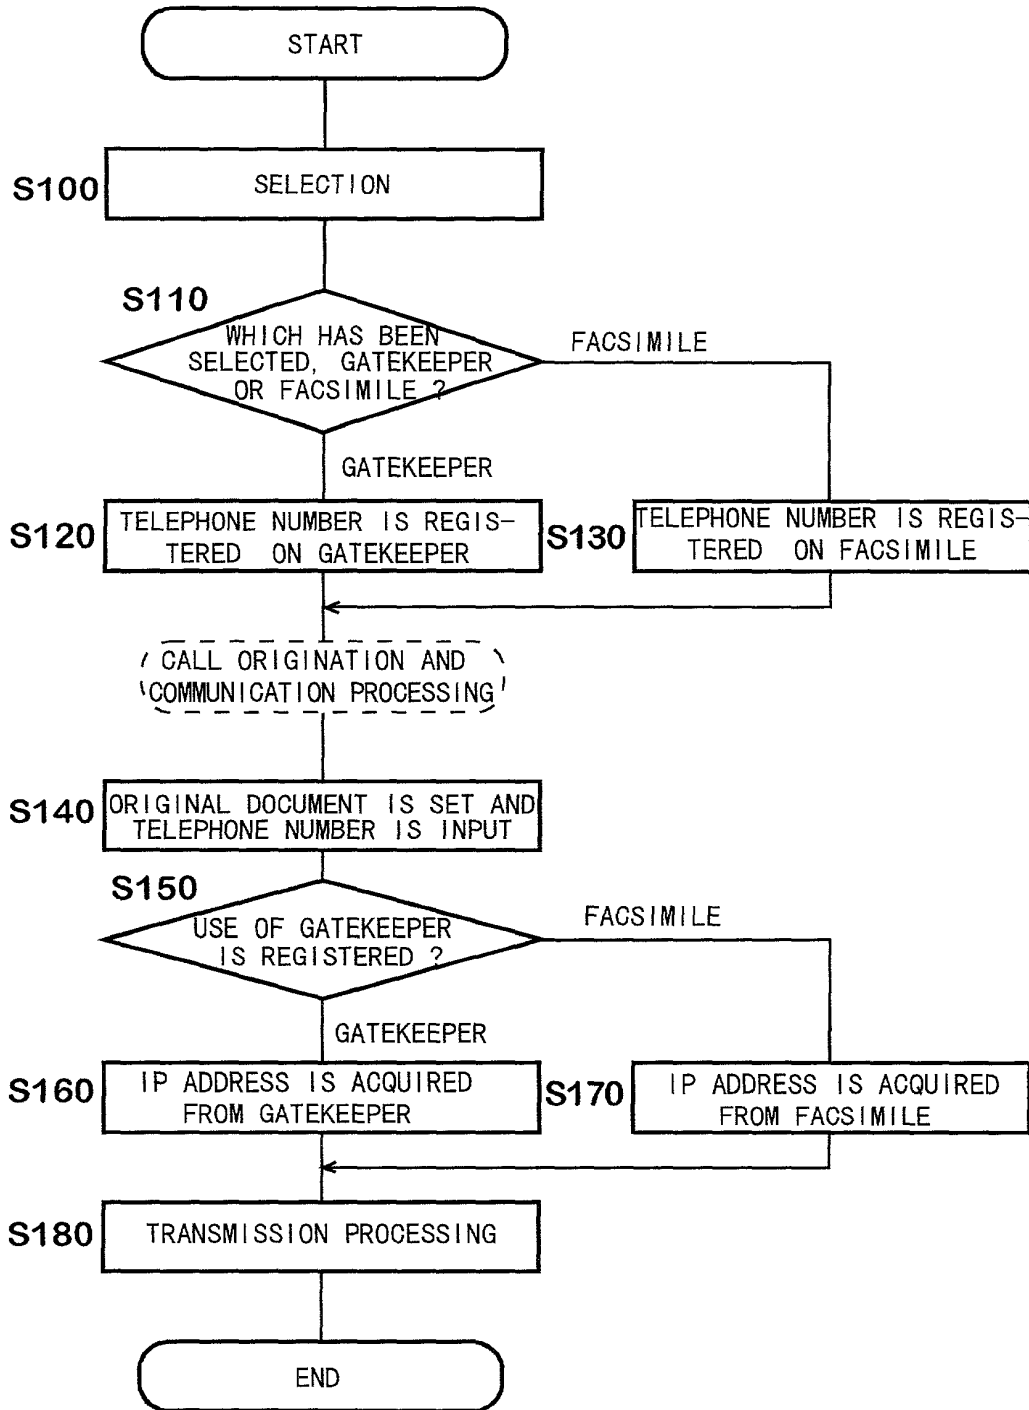 START
S100
SELECTION
S110
WHICH HAS BEEN
SELECTED, GATEKEEPER
OR FACSIMILE ?
FACSIMILE
GATEKEEPER
S120
TELEPHONE NUMBER IS REGIS-
TERED ON GATEKEEPER
S130
TELEPHONE NUMBER IS REGIS-
TERED ON FACSIMILE
CALL ORIGINATION AND
COMMUNICATION PROCESSING
S140
ORIGINAL DOCUMENT IS SET AND
TELEPHONE NUMBER IS INPUT
S150
USE OF GATEKEEPER
IS REGISTERED ?
FACSIMILE
GATEKEEPER
S160
IP ADDRESS IS ACQUIRED
FROM GATEKEEPER
S170
IP ADDRESS IS ACQUIRED
FROM FACSIMILE
S180
TRANSMISSION PROCESSING
END